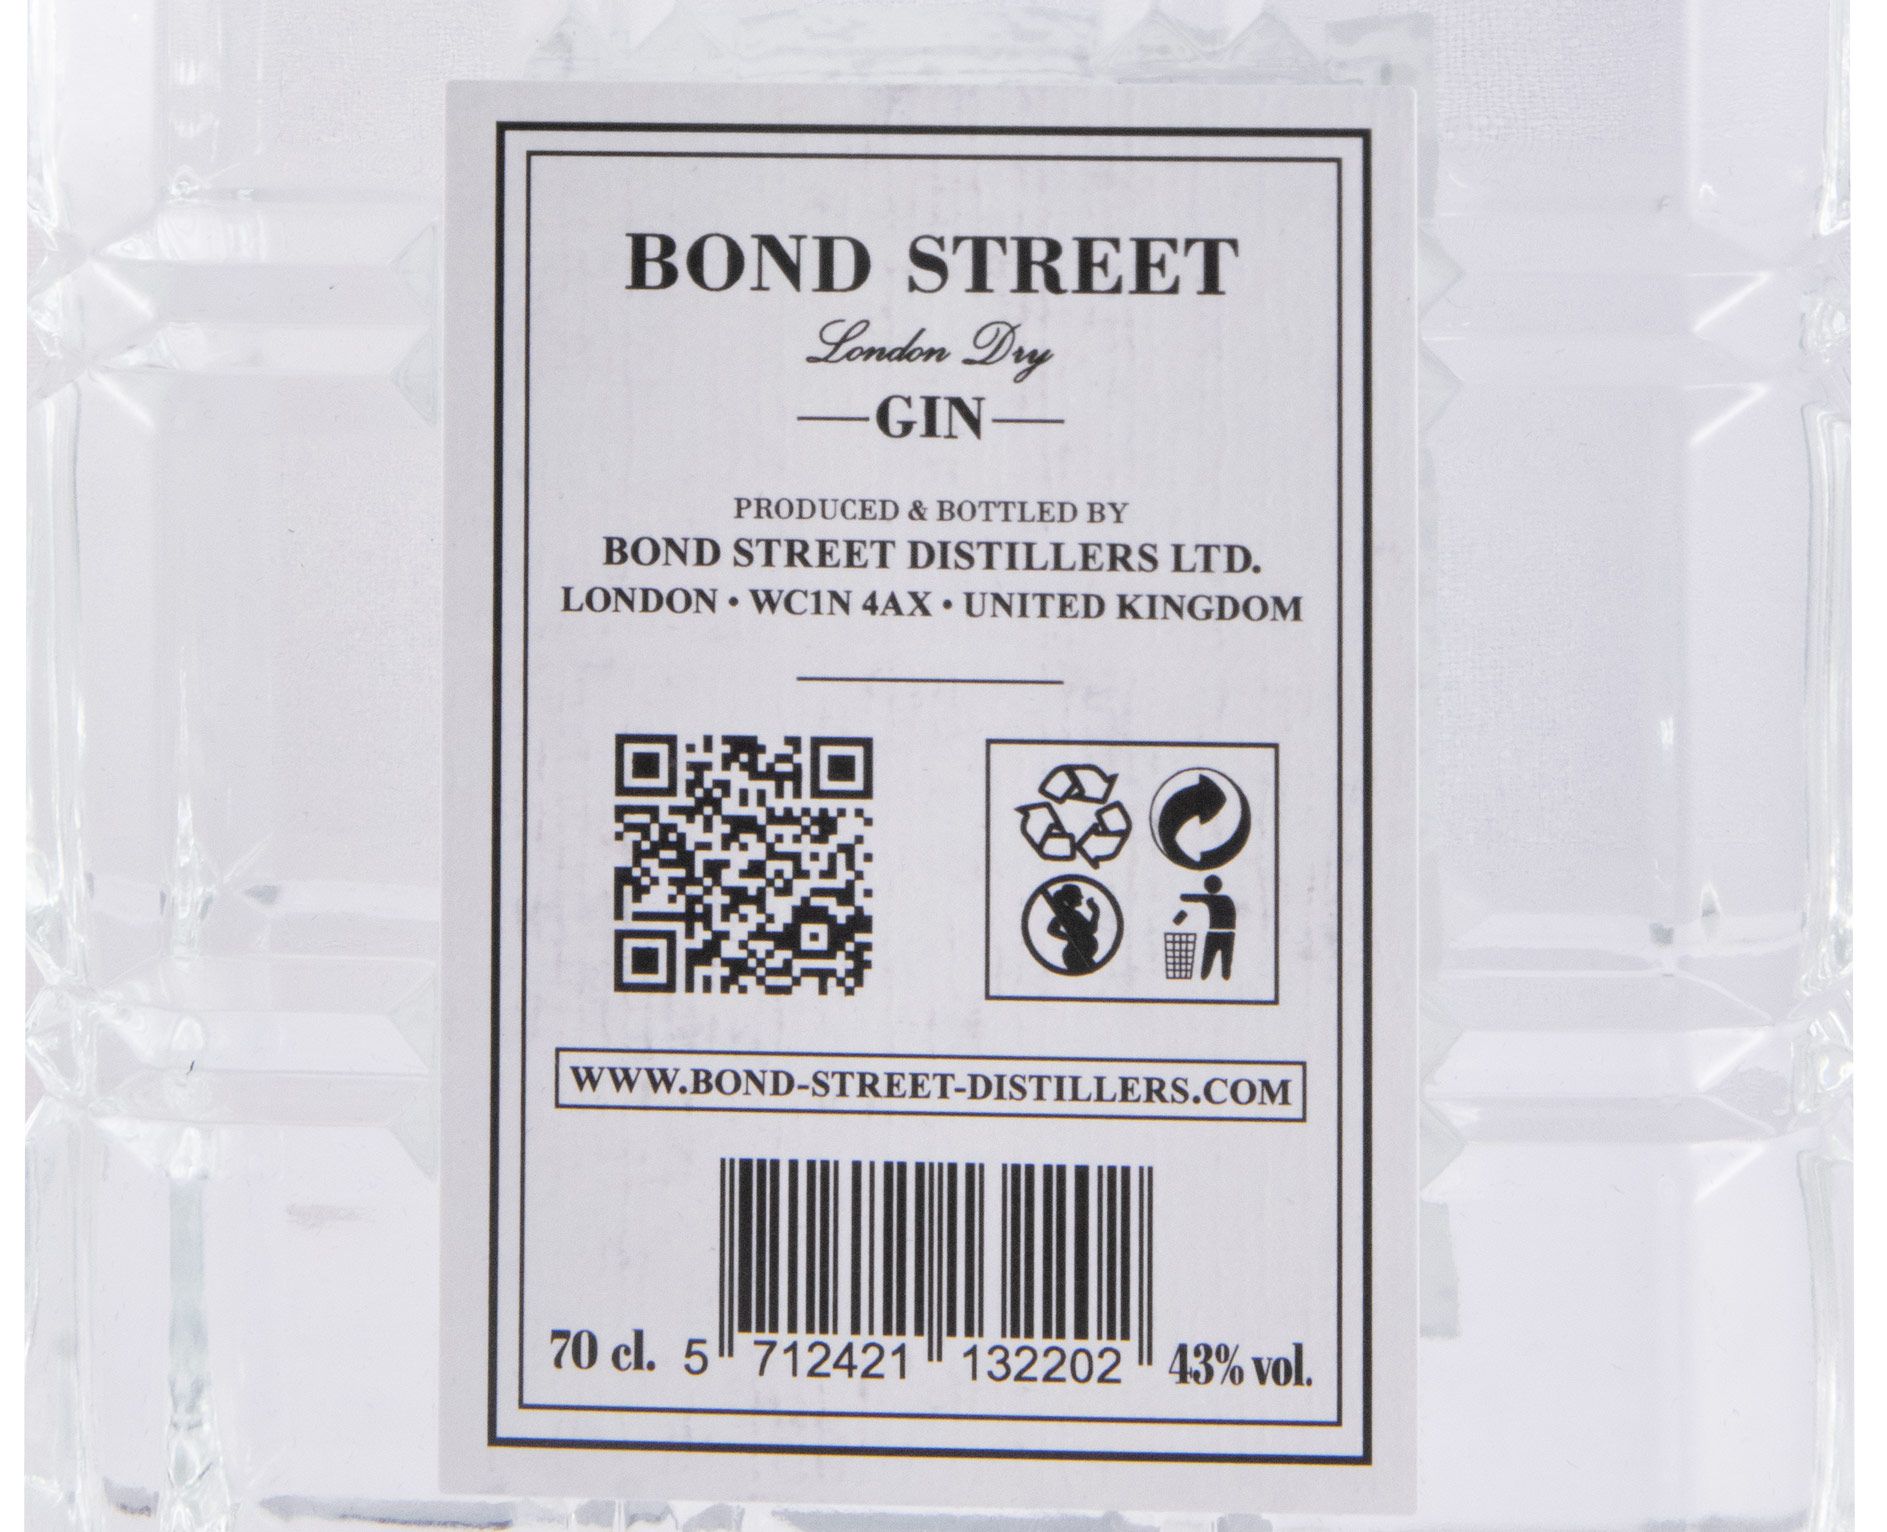 BOND STREET
London Dry
GIN
PRODUCED & BOTTLED BY
BOND STREET DISTILLERS LTD.
LONDON • WC1N 4AX • UNITED KINGDOM
WWW.BOND-STREET-DISTILLERS.COM
70 cl. 5 712421 132202 43% vol.